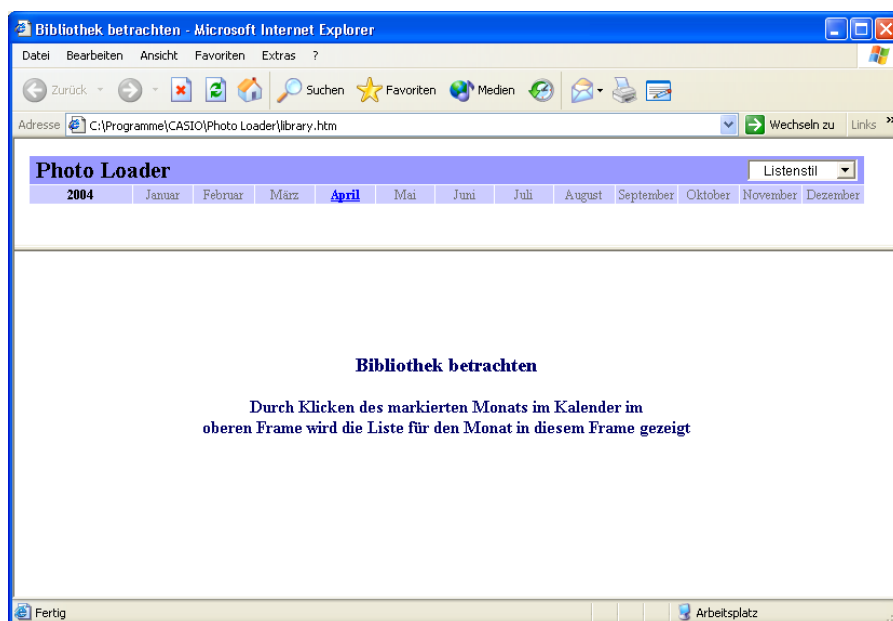 Bibliothek betrachten - Microsoft Internet Explorer
Datei Bearbeiten Ansicht Favoriten Extras ?
Zurück Suchen Favoriten Medien
Adresse C:\Programme\CASIO\Photo Loader\library.htm Wechseln zu Links »
Photo Loader Listenstil
2004 Januar Februar März April Mai Juni Juli August September Oktober November Dezember
Bibliothek betrachten
Durch Klicken des markierten Monats im Kalender im
oberen Frame wird die Liste für den Monat in diesem Frame gezeigt
Fertig Arbeitsplatz